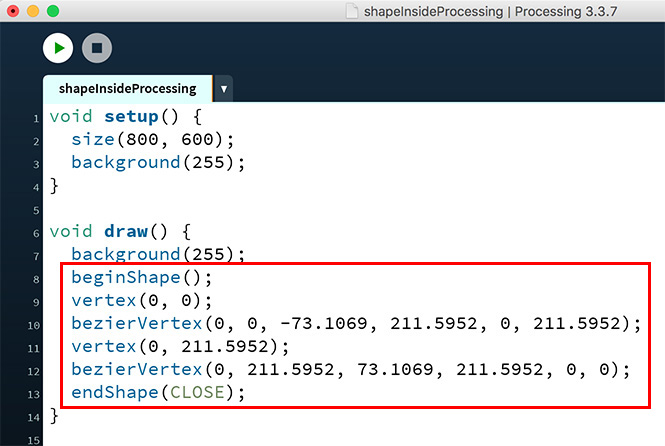 shapeInsideProcessing | Processing 3.3.7
shapeInsideProcessing
1 void setup() {
2 size(800, 600);
3 background(255);
4 }
5
6 void draw() {
7 background(255);
8 beginShape();
9 vertex(0, 0);
10 bezierVertex(0, 0, -73.1069, 211.5952, 0, 211.5952);
11 vertex(0, 211.5952);
12 bezierVertex(0, 211.5952, 73.1069, 211.5952, 0, 0);
13 endShape(CLOSE);
14 }
15